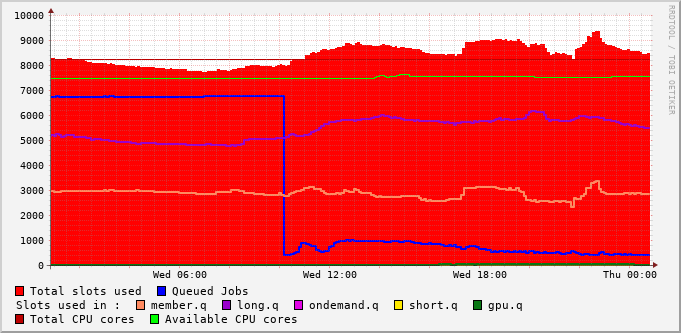 10000
9000
8000
7000
6000
5000
4000
3000
2000
1000
0
Wed 06:00 Wed 12:00 Wed 18:00 Thu 00:00
RRDTOOL / TOBI OETIKER
Total slots used Queued Jobs
Slots used in : member.q long.q ondemand.q short.q gpu.q
Total CPU cores Available CPU cores